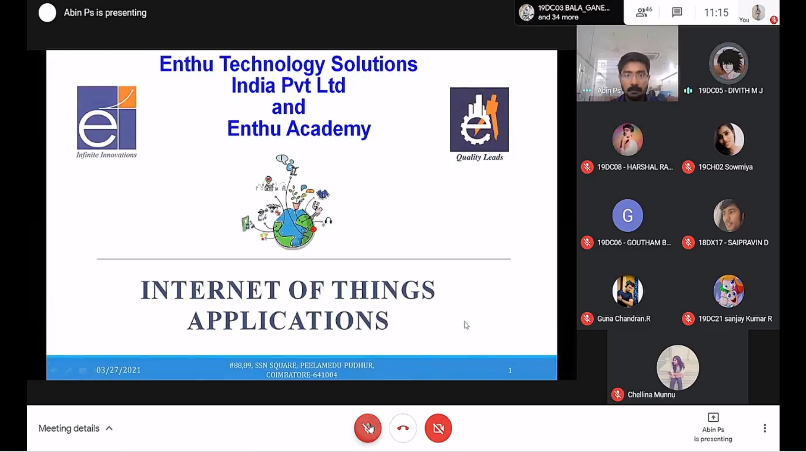 Abin Ps is presenting
19DC03 BALA_GANE...
and 34 more
46
11:15
You
Enthu Technology Solutions
India Pvt Ltd
and
Enthu Academy
Infinite Innovations
Quality Leads
INTERNET OF THINGS
APPLICATIONS
03/27/2021
#88,89, SSN SQUARE, PEELAMEDU PUDHUR,
COIMBATORE-641004
1
Abin Ps
19DC05 - DIVITH M J
19DC08 - HARSHAL RA...
19CH02 Sowmiya
G
19DC06 - GOUTHAM B...
18DX17 - SAIPRAVIN D
Guna Chandran.R
19DC21 sanjay Kumar R
Chellina Munnu
Meeting details
Abin Ps
is presenting